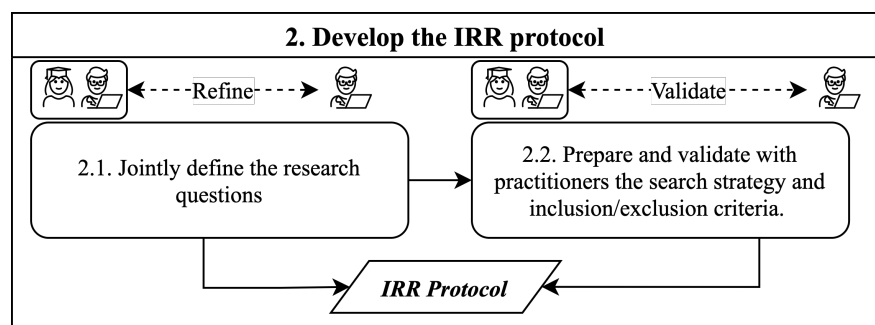 2. Develop the IRR protocol
Refine
Validate
2.1. Jointly define the research
questions
2.2. Prepare and validate with
practitioners the search strategy and
inclusion/exclusion criteria.
IRR Protocol